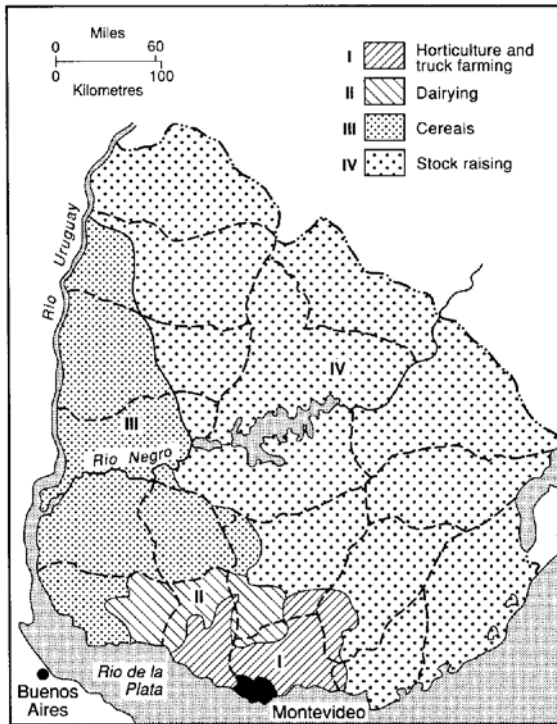 Miles
0 60
0 100
Kilometres
I Horticulture and
truck farming
II Dairying
III Cereals
IV Stock raising
Río Uruguay
IV
III
Rio Negro
II
I
Rio de la
Plata
Buenos
Aires
Montevideo